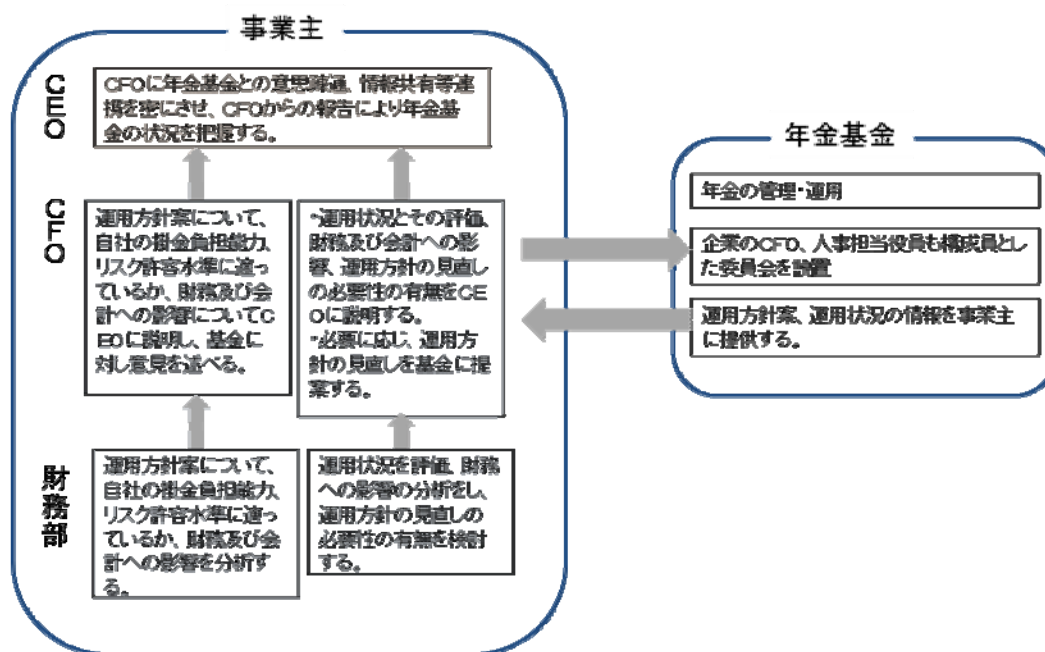 事業主
CEO
CFOに年金基金との意思疎通、情報共有等連
携を密にさせ、CFOからの報告により年金基
金の状況を把握する。
CFO
運用方針案について、
自社の掛金負担能力、
リスク許容水準に適っ
ているか、財務及び会
計への影響についてC
EOに説明し、基金に
対し意見を述べる。
・運用状況とその評価、
財務及び会計への影
響、運用方針の見直し
の必要性の有無をCE
Oに説明する。
・必要に応じ、運用方
針の見直しを基金に提
案する。
財務部
運用方針案について、
自社の掛金負担能力、
リスク許容水準に適っ
ているか、財務及び会
計への影響を分析す
る。
運用状況を評価、財務
への影響の分析をし、
運用方針の見直しの
必要性の有無を検討
する。
年金基金
年金の管理・運用
企業のCFO、人事担当役員も構成員とし
た委員会を設置
運用方針案、運用状況の情報を事業主
に提供する。